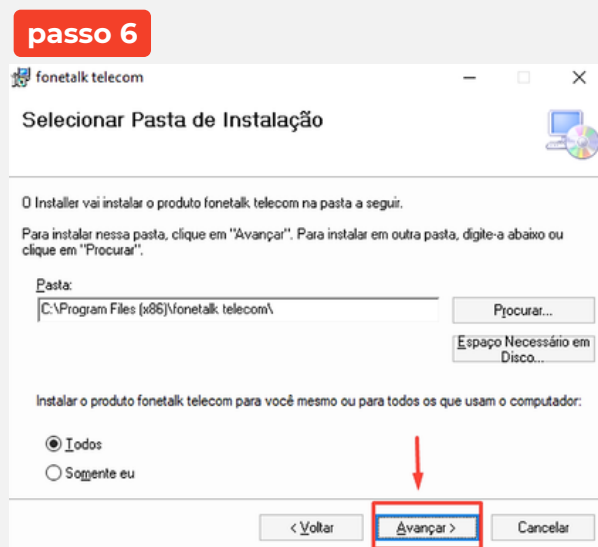 passo 6
fonetalk telecom
Selecionar Pasta de Instalação
O Installer vai instalar o produto fonetalk telecom na pasta a seguir.
Para instalar nessa pasta, clique em "Avançar". Para instalar em outra pasta, digite-a abaixo ou
clique em "Procurar".
Pasta:
C:\Program Files (x86)\fonetalk telecom\
Procurar...
Espaço Necessário em
Disco...
Instalar o produto fonetalk telecom para você mesmo ou para todos os que usam o computador:
Todos
Somente eu
< Voltar
Avançar >
Cancelar